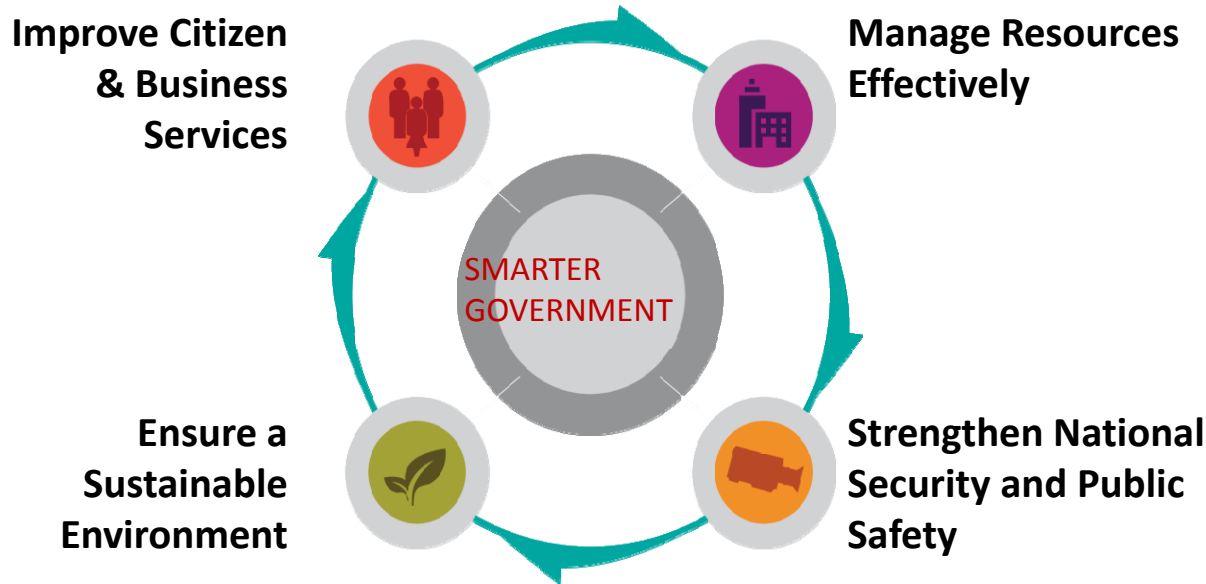 Improve Citizen
& Business
Services
Manage Resources
Effectively
SMARTER
GOVERNMENT
Ensure a
Sustainable
Environment
Strengthen National
Security and Public
Safety